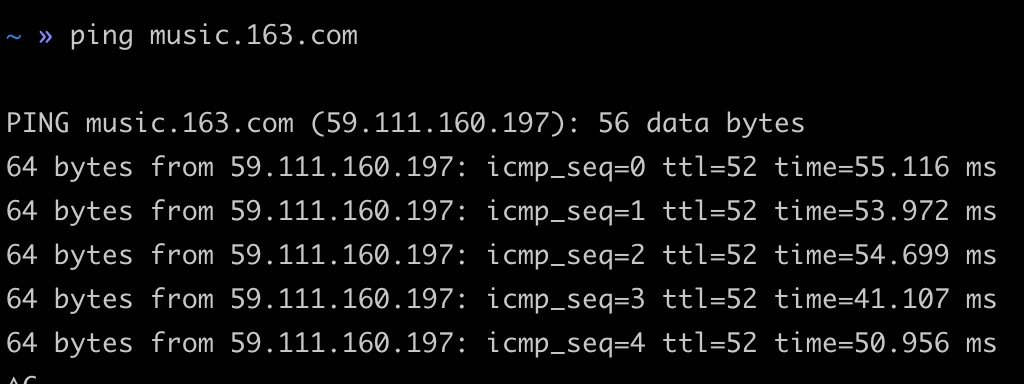 ~ » ping music.163.com
PING music.163.com (59.111.160.197): 56 data bytes
64 bytes from 59.111.160.197: icmp_seq=0 ttl=52 time=55.116 ms
64 bytes from 59.111.160.197: icmp_seq=1 ttl=52 time=53.972 ms
64 bytes from 59.111.160.197: icmp_seq=2 ttl=52 time=54.699 ms
64 bytes from 59.111.160.197: icmp_seq=3 ttl=52 time=41.107 ms
64 bytes from 59.111.160.197: icmp_seq=4 ttl=52 time=50.956 ms
^C